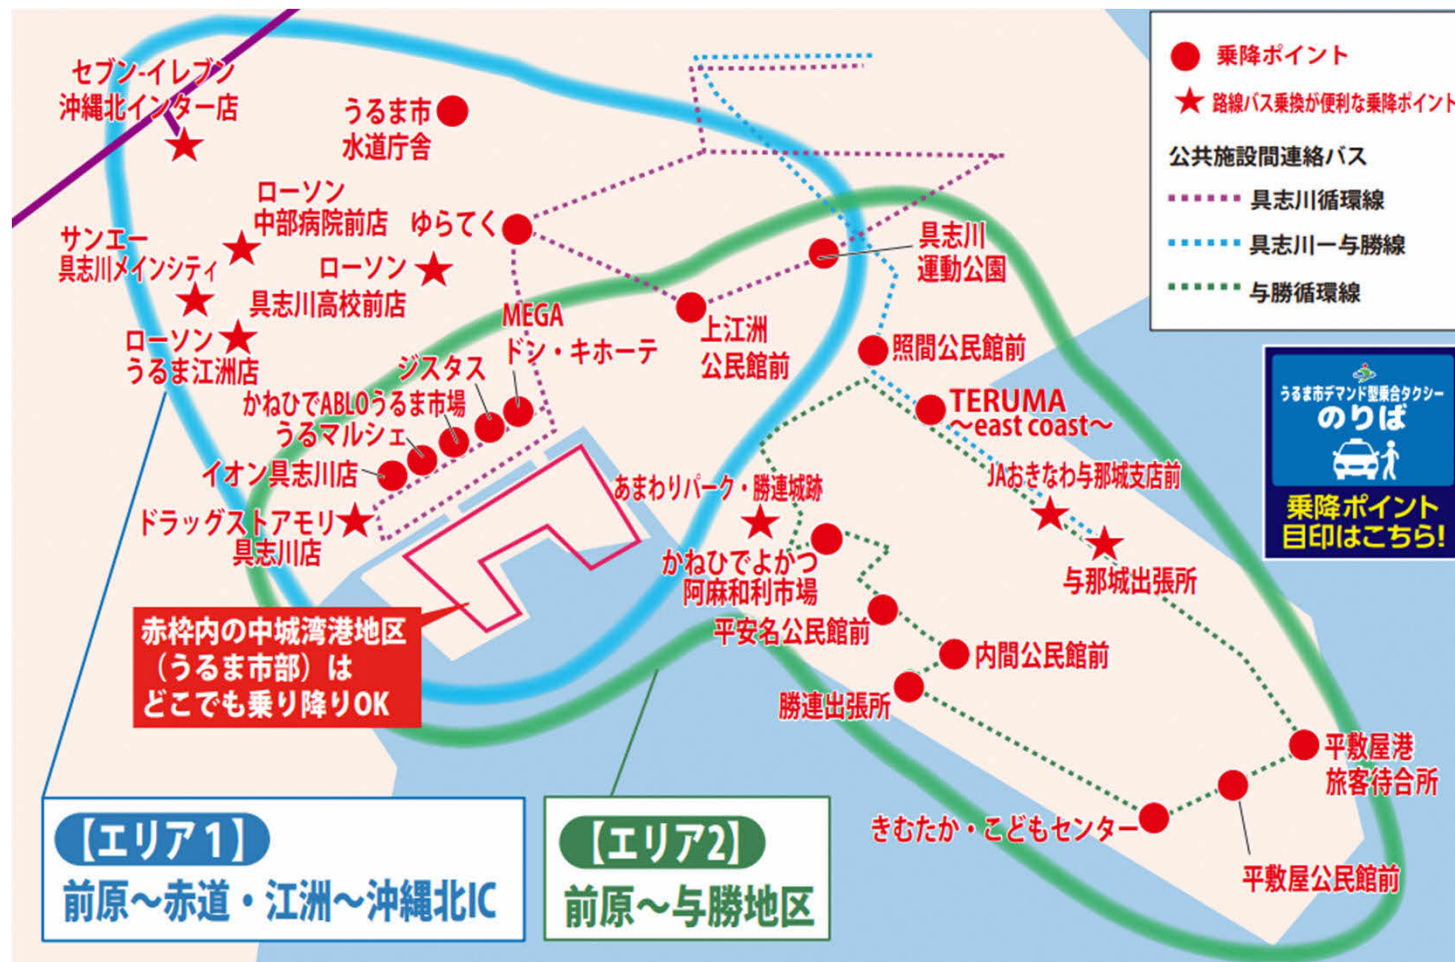 セブン-イレブン
沖縄北インター店
うるま市
水道庁舎
ローソン
中部病院前店
ゆらてく
サンエー
具志川メインシティ
ローソン
具志川高校前店
ローソン
うるま江洲店
MEGA
ドン・キホーテ
ジスタス
かねひでABLOうるま市場
うるマルシェ
イオン具志川店
ドラッグストアモリ
具志川店
上江洲
公民館前
具志川
運動公園
照間公民館前
TERUMA
～east coast～
JAおきなわ与那城支店前
与那城出張所
あまわりパーク・勝連城跡
かねひでよかつ
阿麻和利市場
平安名公民館前
内間公民館前
勝連出張所
平敷屋港
旅客待合所
きむたか・こどもセンター
平敷屋公民館前
赤枠内の中城湾港地区
（うるま市部）は
どこでも乗り降りOK
【エリア1】
前原～赤道・江洲～沖縄北IC
【エリア2】
前原～与勝地区
乗降ポイント
路線バス乗換が便利な乗降ポイント
公共施設間連絡バス
具志川循環線
具志川ー与勝線
与勝循環線
うるま市デマンド型乗合タクシー
のりば
乗降ポイント
目印はこちら!